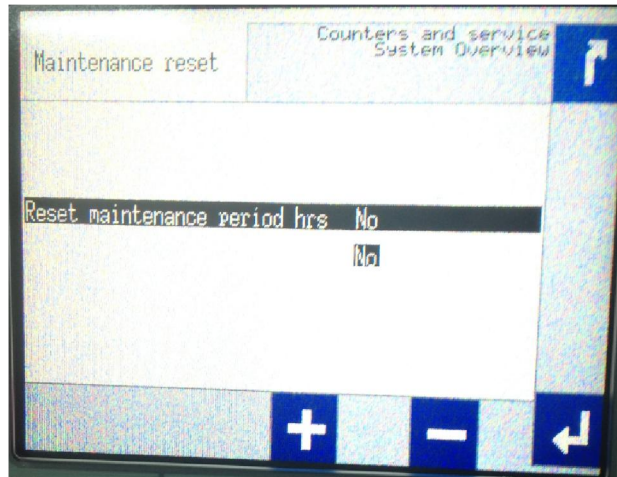 Maintenance reset
Counters and service
System Overview
Reset maintenance period hrs No
No